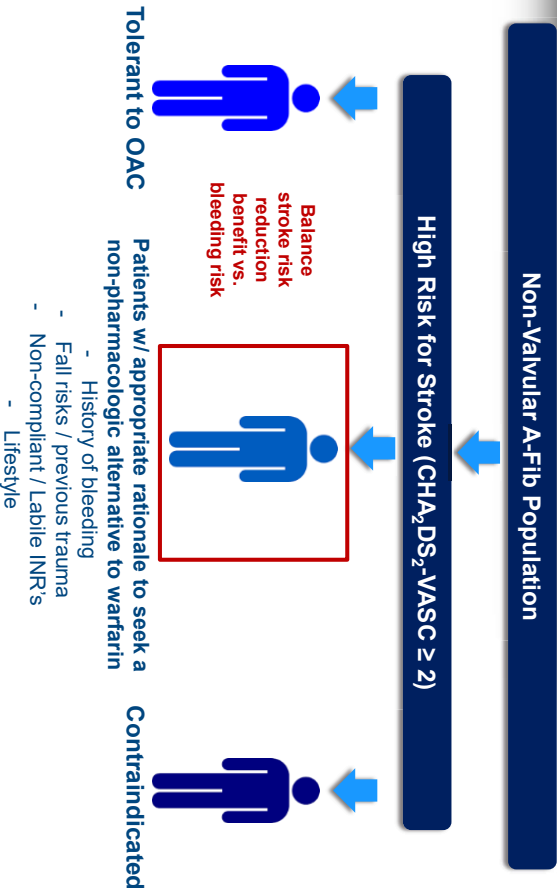 Non-Valvular A-Fib Population
High Risk for Stroke (CHA₂DS₂-VASC ≥ 2)
Balance
stroke risk
reduction
benefit vs.
bleeding risk
Tolerant to OAC
Patients w/ appropriate rationale to seek a
non-pharmacologic alternative to warfarin
- History of bleeding
- Fall risks / previous trauma
- Non-compliant / Labile INR's
- Lifestyle
Contraindicated